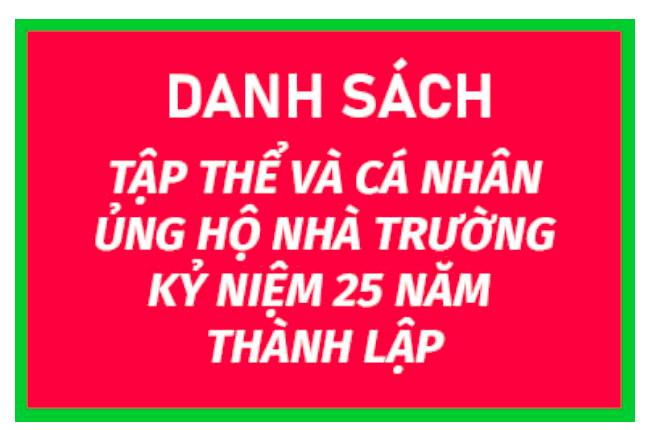 DANH SÁCH
TẬP THỂ VÀ CÁ NHÂN
ỦNG HỘ NHÀ TRƯỜNG
KỶ NIỆM 25 NĂM
THÀNH LẬP